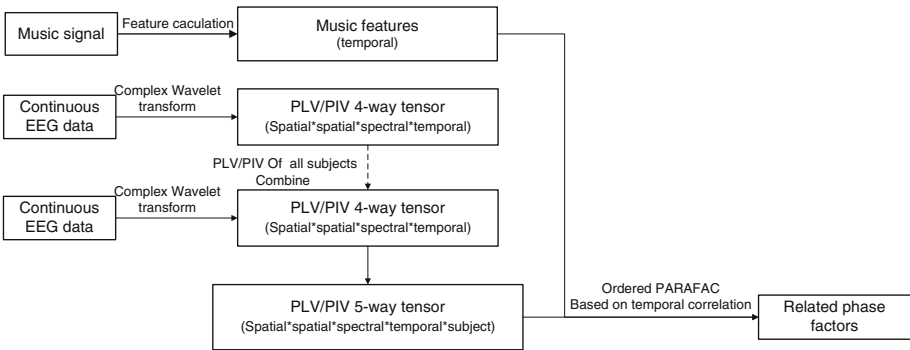 Music signal
Feature caculation
Music features
(temporal)
Continuous
EEG data
Complex Wavelet
transform
PLV/PIV 4-way tensor
(Spatial*spatial*spectral*temporal)
PLV/PIV Of all subjects
Combine
Continuous
EEG data
Complex Wavelet
transform
PLV/PIV 4-way tensor
(Spatial*spatial*spectral*temporal)
PLV/PIV 5-way tensor
(Spatial*spatial*spectral*temporal*subject)
Ordered PARAFAC
Based on temporal correlation
Related phase
factors